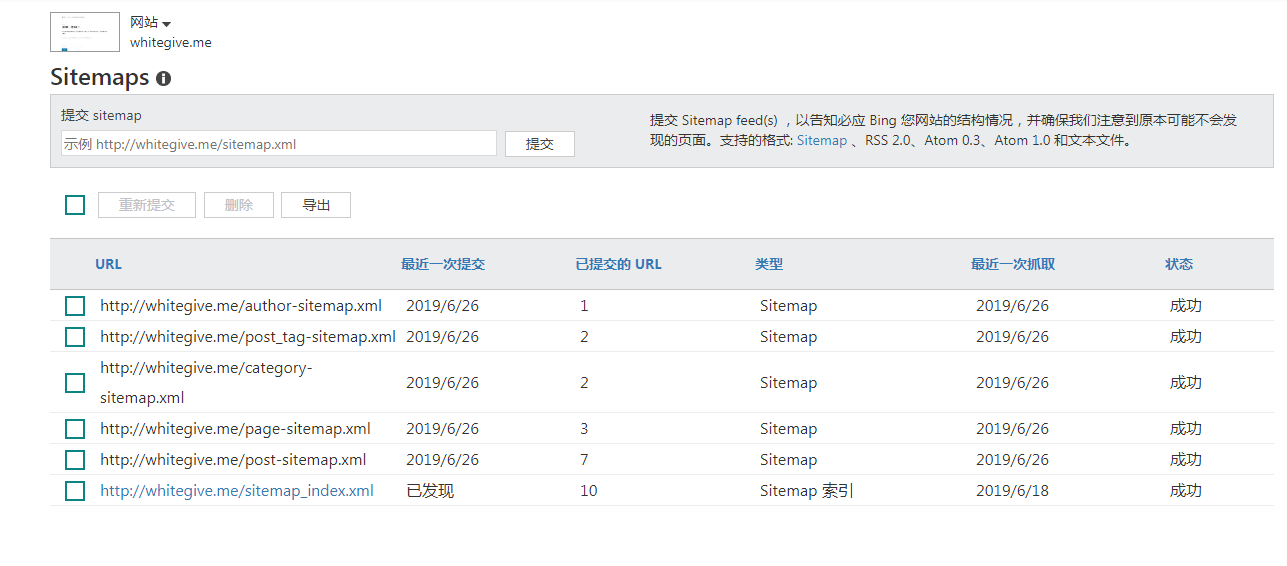 网站
whitegive.me
Sitemaps
提交 sitemap
示例 http://whitegive.me/sitemap.xml
提交
提交 Sitemap feed(s) ，以告知必应 Bing 您网站的结构情况，并确保我们注意到原本可能不会发
现的页面。支持的格式: Sitemap 、RSS 2.0、Atom 0.3、Atom 1.0 和文本文件。
重新提交 删除 导出
URL 最近一次提交 已提交的 URL 类型 最近一次抓取 状态
http://whitegive.me/author-sitemap.xml 2019/6/26 1 Sitemap 2019/6/26 成功
http://whitegive.me/post_tag-sitemap.xml 2019/6/26 2 Sitemap 2019/6/26 成功
http://whitegive.me/category-
sitemap.xml 2019/6/26 2 Sitemap 2019/6/26 成功
http://whitegive.me/page-sitemap.xml 2019/6/26 3 Sitemap 2019/6/26 成功
http://whitegive.me/post-sitemap.xml 2019/6/26 7 Sitemap 2019/6/26 成功
http://whitegive.me/sitemap_index.xml 已发现 10 Sitemap 索引 2019/6/18 成功